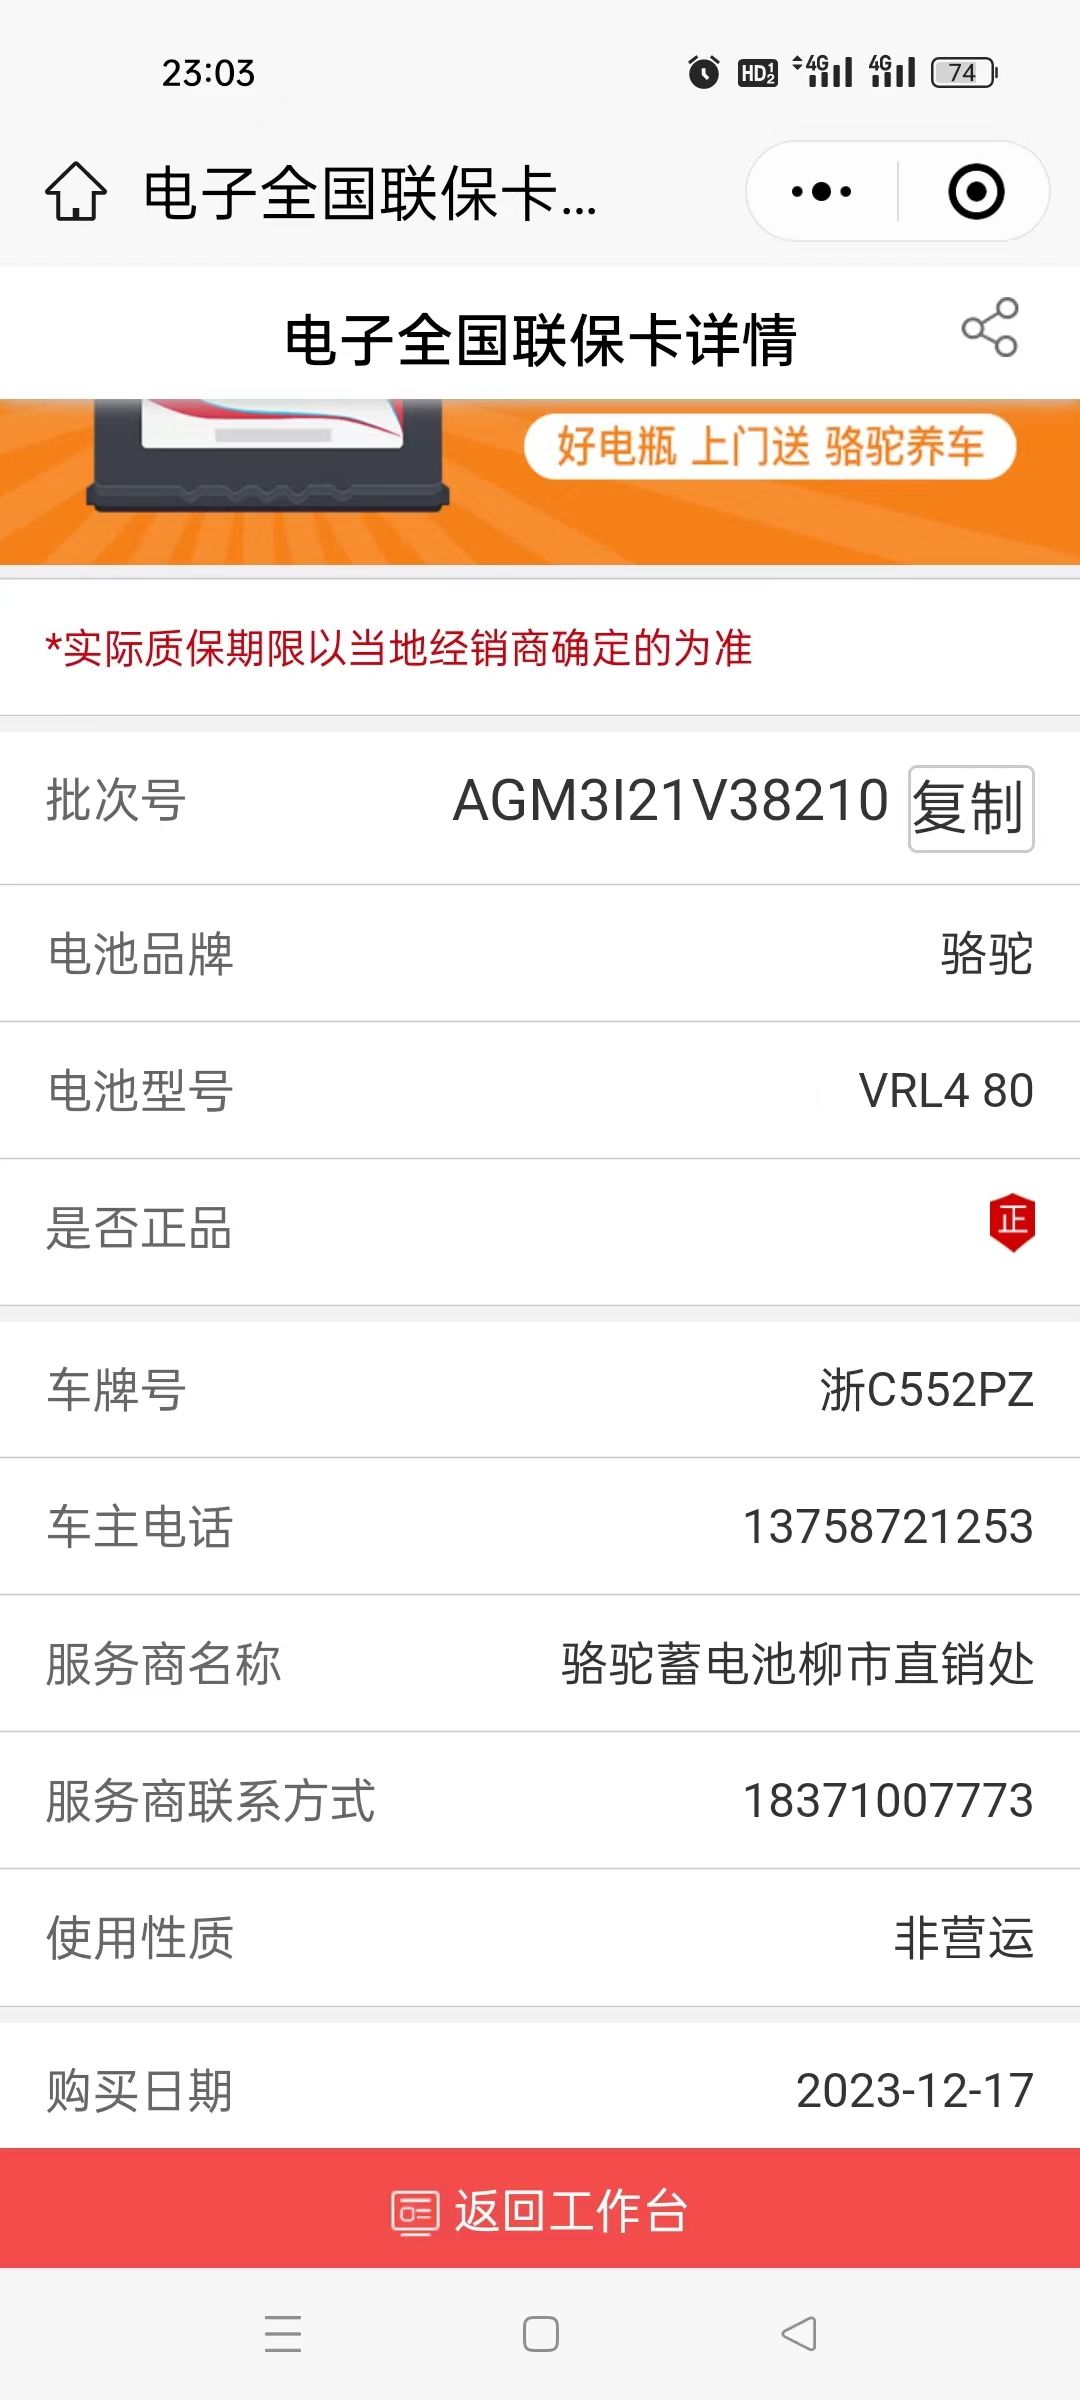 23:03
HD 1 2 4G 4G 74
电子全国联保卡...
电子全国联保卡详情
好电瓶 上门送 骆驼养车
*实际质保期限以当地经销商确定的为准
批次号 AGM3I21V38210 复制
电池品牌 骆驼
电池型号 VRL4 80
是否正品 正
车牌号 浙C552PZ
车主电话 13758721253
服务商名称 骆驼蓄电池柳市直销处
服务商联系方式 18371007773
使用性质 非营运
购买日期 2023-12-17
返回工作台